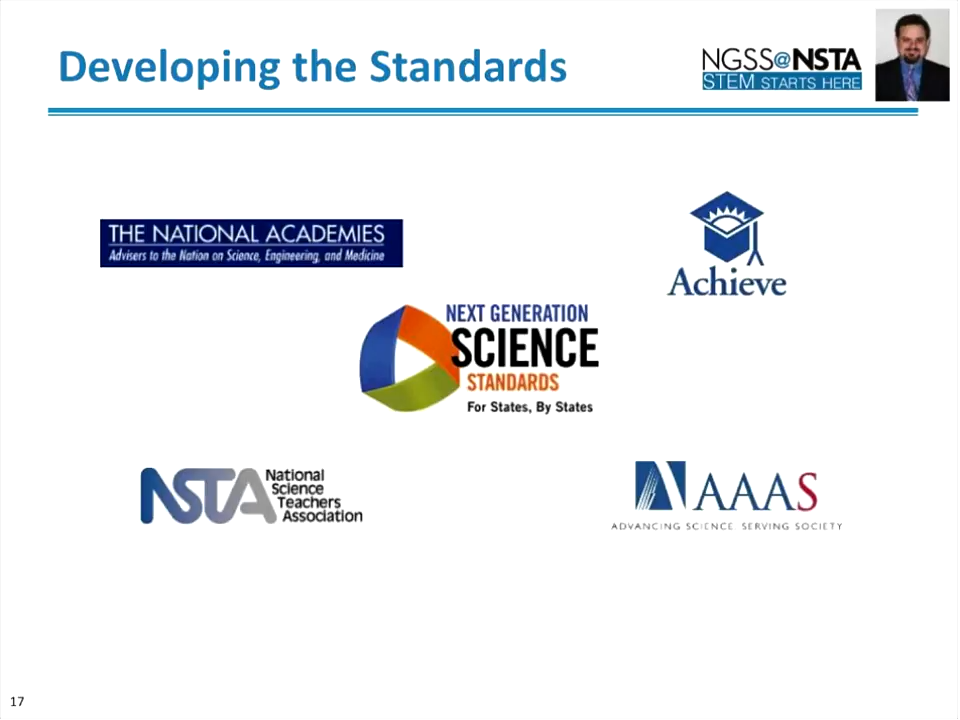 Developing the Standards
NGSS@NSTA
STEM STARTS HERE
THE NATIONAL ACADEMIES
Advisers to the Nation on Science, Engineering, and Medicine
Achieve
NEXT GENERATION
SCIENCE
STANDARDS
For States, By States
NSTA
National
Science
Teachers
Association
AAAS
ADVANCING SCIENCE. SERVING SOCIETY
17